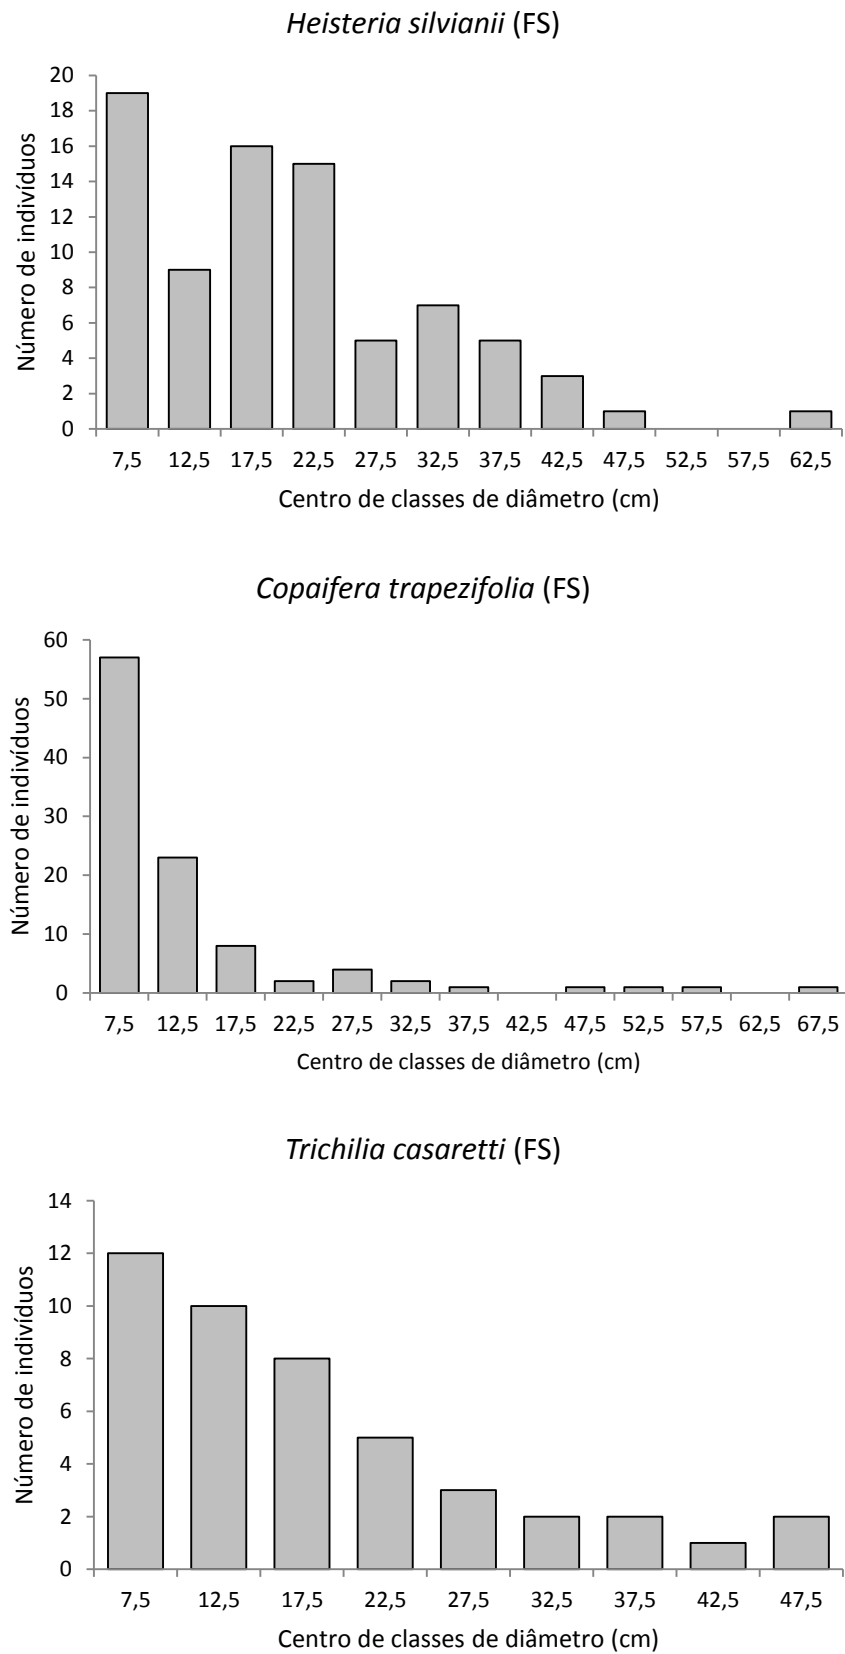 Heisteria silvianii (FS)
Número de indivíduos
20
18
16
14
12
10
8
6
4
2
0
7,5 12,5 17,5 22,5 27,5 32,5 37,5 42,5 47,5 52,5 57,5 62,5
Centro de classes de diâmetro (cm)
Copaifera trapezifolia (FS)
Número de indivíduos
60
50
40
30
20
10
0
7,5 12,5 17,5 22,5 27,5 32,5 37,5 42,5 47,5 52,5 57,5 62,5 67,5
Centro de classes de diâmetro (cm)
Trichilia casaretti (FS)
Número de indivíduos
14
12
10
8
6
4
2
0
7,5 12,5 17,5 22,5 27,5 32,5 37,5 42,5 47,5
Centro de classes de diâmetro (cm)